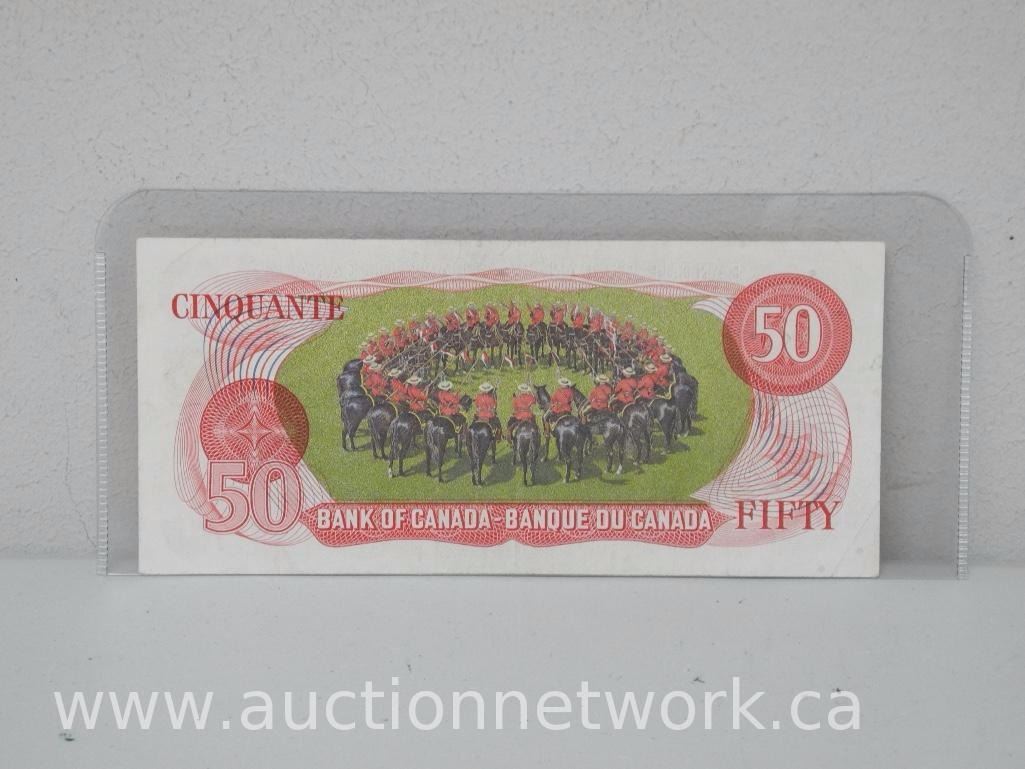 CINQUANTE
50
50
BANK OF CANADA - BANQUE DU CANADA
FIFTY
www.auctionnetwork.ca